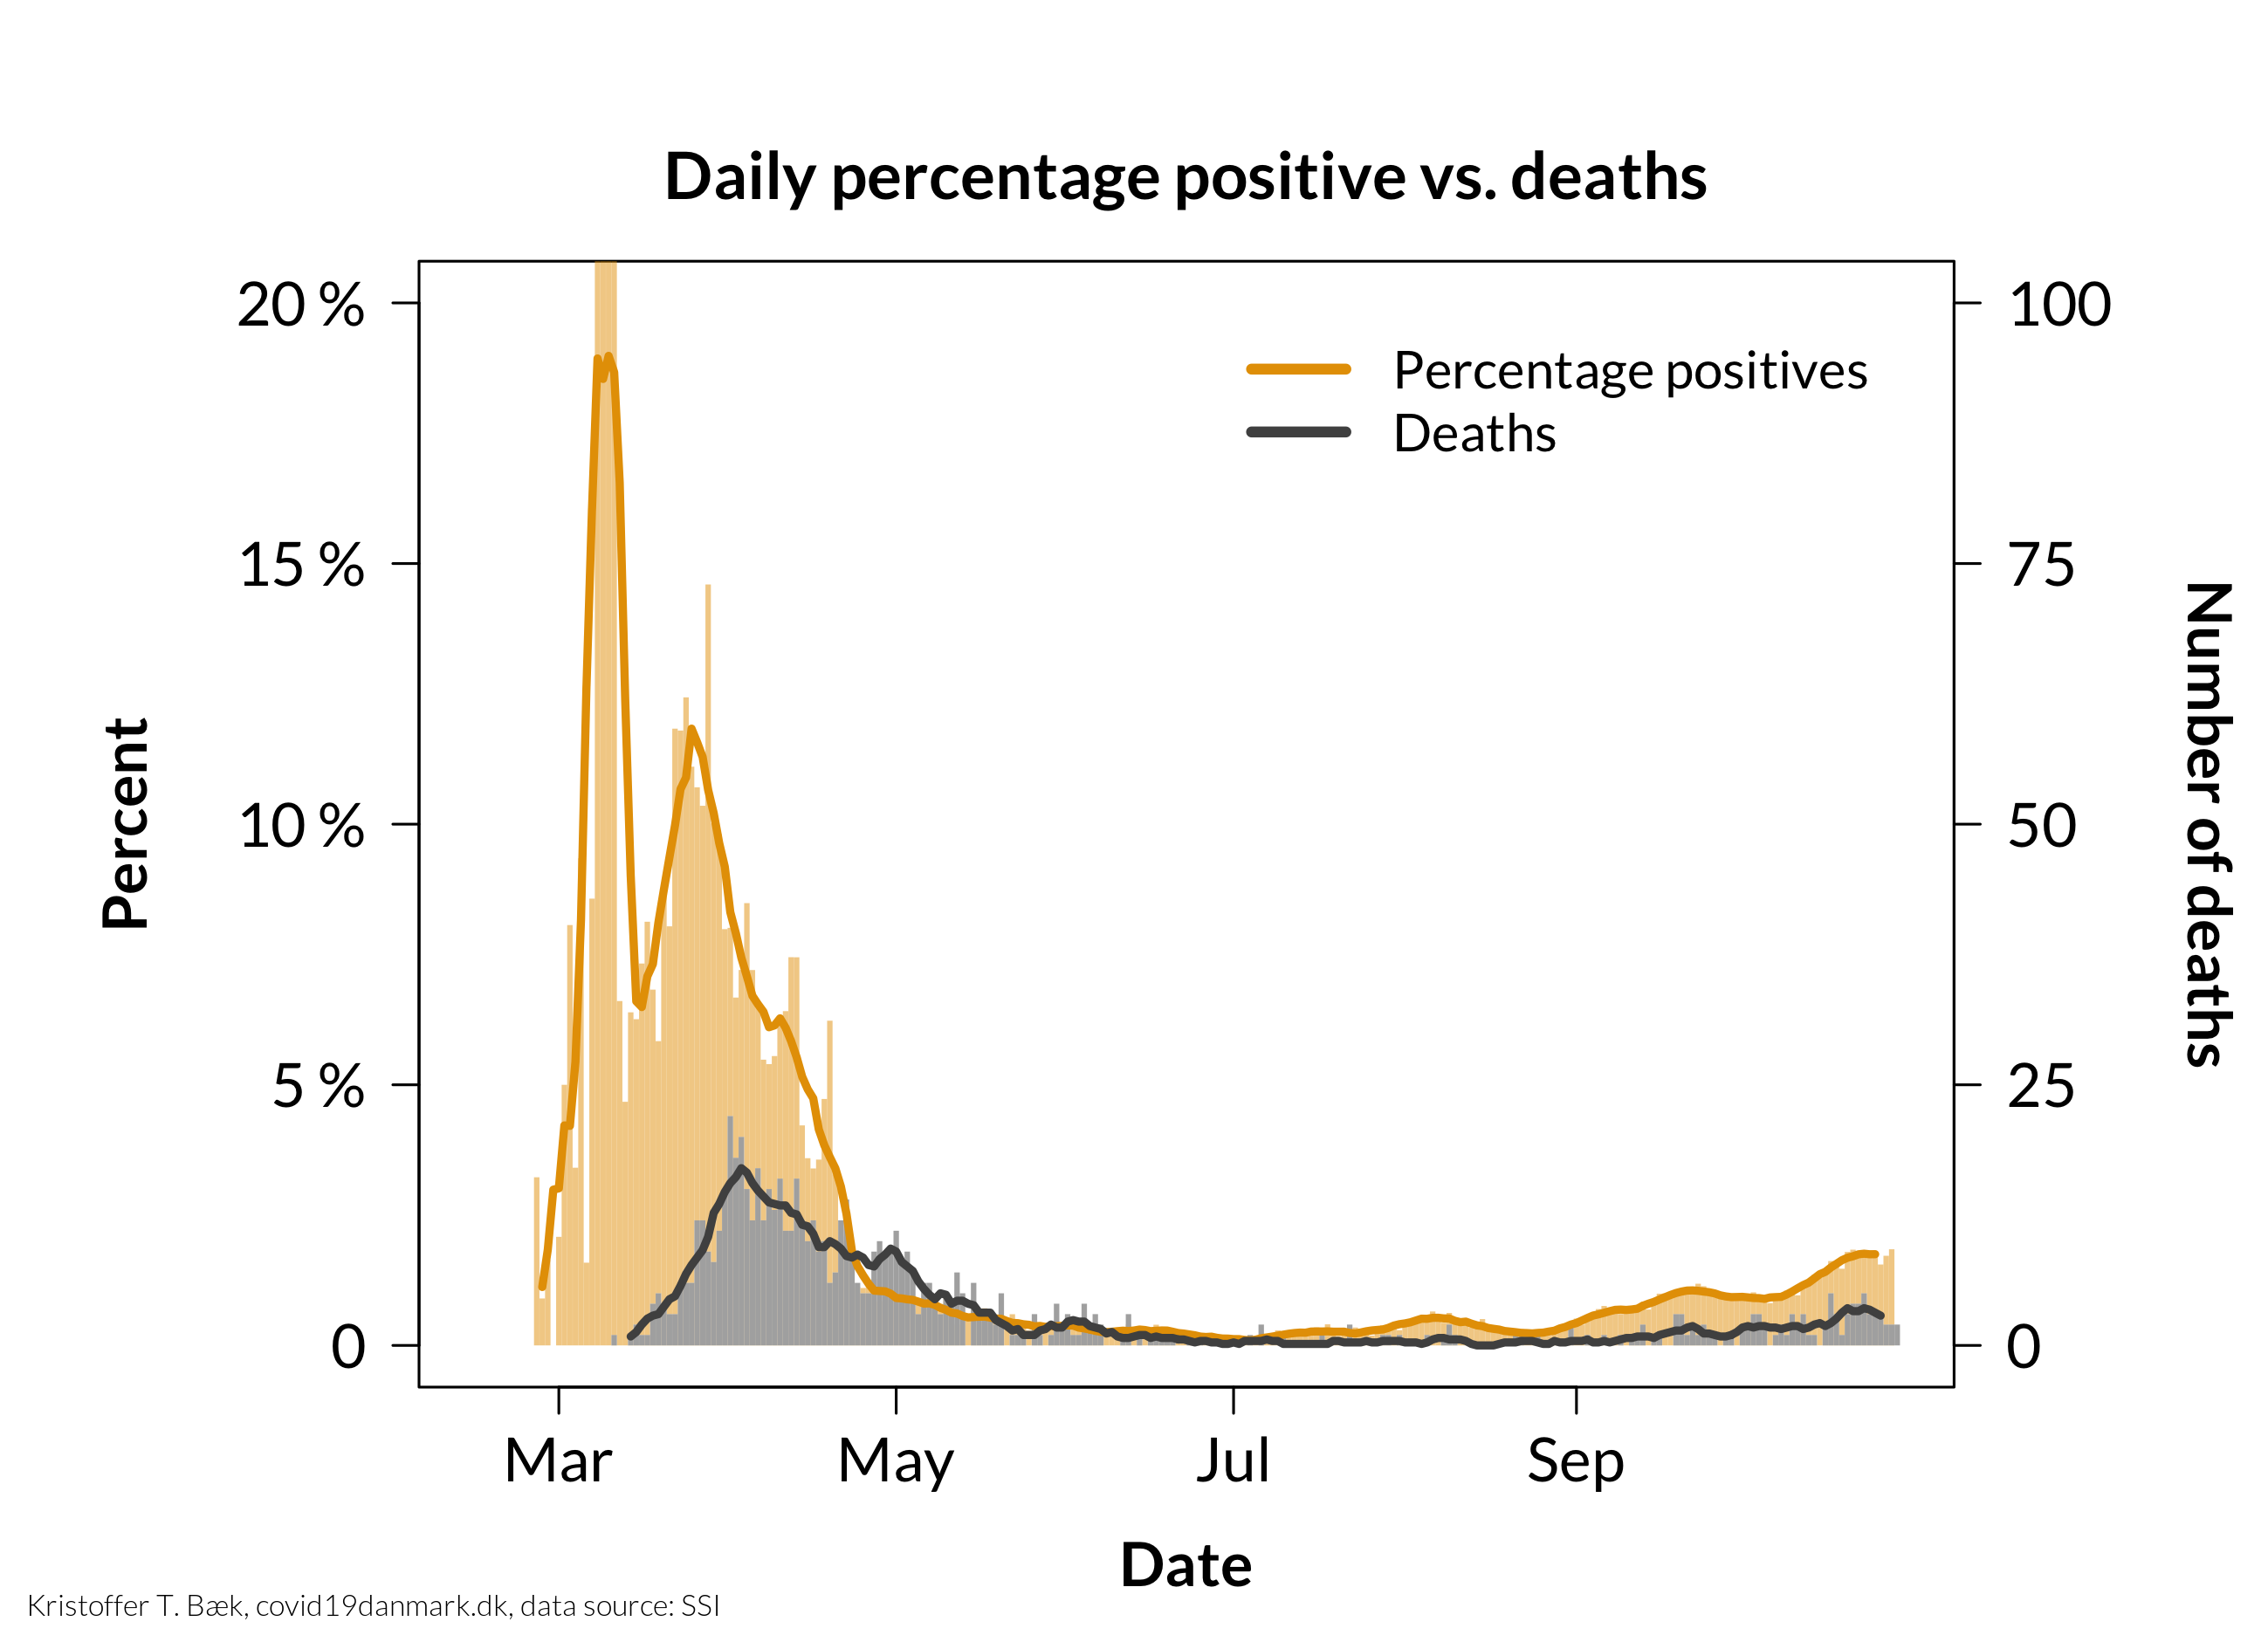 Daily percentage positive vs. deaths
Percentage positives
Deaths
20 %
15 %
10 %
5 %
0
Percent
100
75
50
25
0
Number of deaths
Mar
May
Jul
Sep
Date
Kristoffer T. Bæk, covid19danmark.dk, data source: SSI